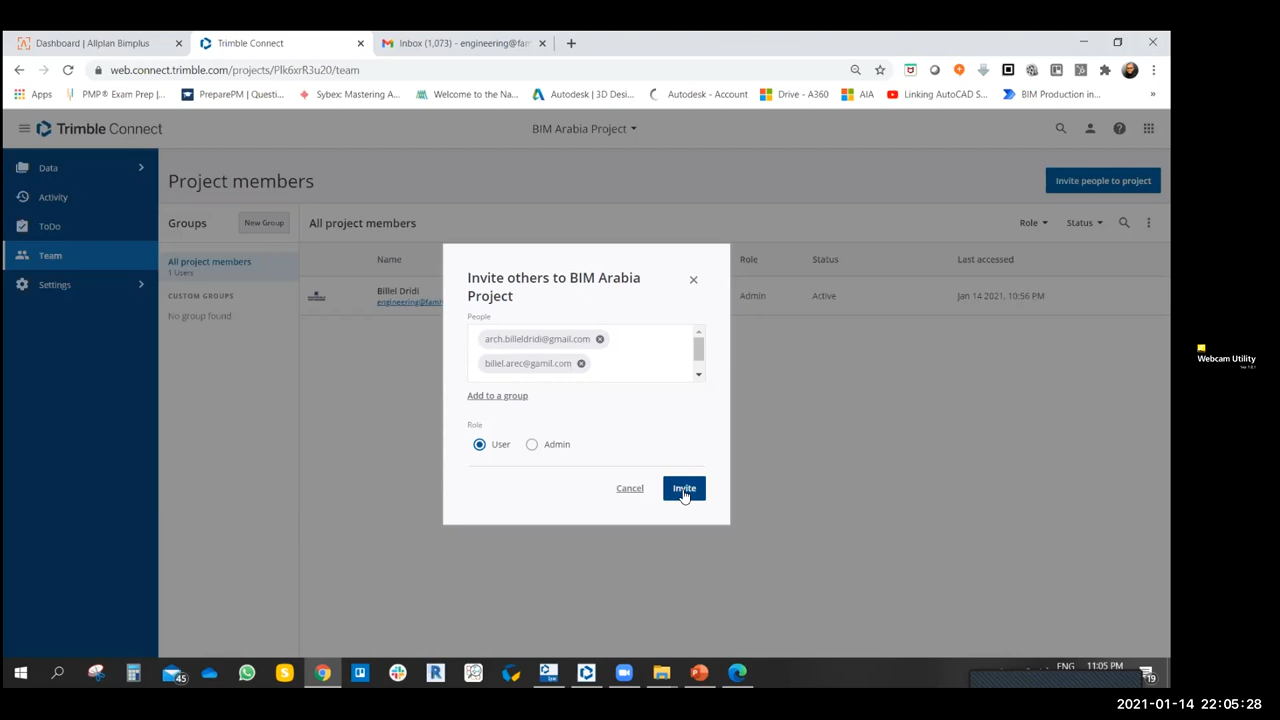 Dashboard | Allplan Bimplus
Trimble Connect
Inbox (1,073) - engineering@fam
web.connect.trimble.com/projects/Plk6xrR3u20/team
Apps
PMP® Exam Prep |...
PreparePM | Questi...
Sybex: Mastering A...
Welcome to the Na...
Autodesk | 3D Desi...
Autodesk - Account
Drive - A360
AIA
Linking AutoCAD S...
BIM Production in...
»
Trimble Connect
BIM Arabia Project
Data
Activity
ToDo
Team
Settings
Project members
Invite people to project
Groups
New Group
All project members
Role
Status
All project members
1 Users
Name
Role
Status
Last accessed
CUSTOM GROUPS
No group found
Billel Dridi
Admin
Active
Jan 14 2021, 10:56 PM
Invite others to BIM Arabia
Project
People
arch.billeldridi@gmail.com
billel.arec@gamil.com
Add to a group
Role
User
Admin
Cancel
Invite
Webcam Utility
45
ENG
11:05 PM
19
2021-01-14 22:05:28